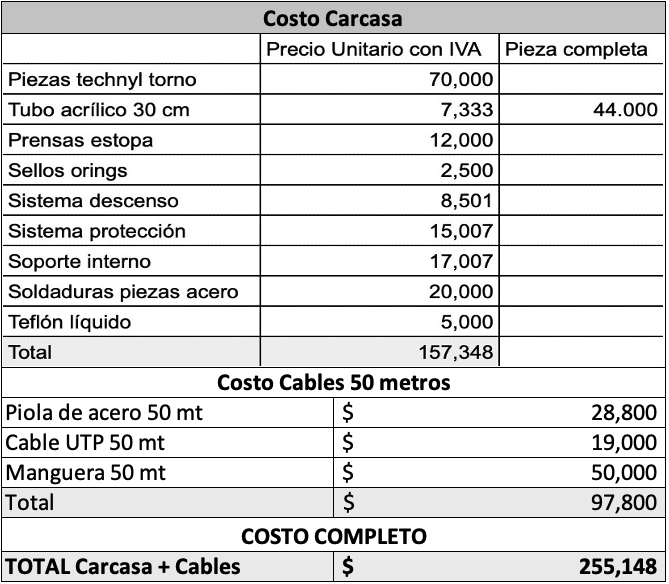 Costo Carcasa
Precio Unitario con IVA Pieza completa
Piezas technyl torno 70,000
Tubo acrílico 30 cm 7,333 44.000
Prensas estopa 12,000
Sellos orings 2,500
Sistema descenso 8,501
Sistema protección 15,007
Soporte interno 17,007
Soldaduras piezas acero 20,000
Teflón líquido 5,000
Total 157,348
Costo Cables 50 metros
Piola de acero 50 mt $ 28,800
Cable UTP 50 mt $ 19,000
Manguera 50 mt $ 50,000
Total $ 97,800
COSTO COMPLETO
TOTAL Carcasa + Cables $ 255,148